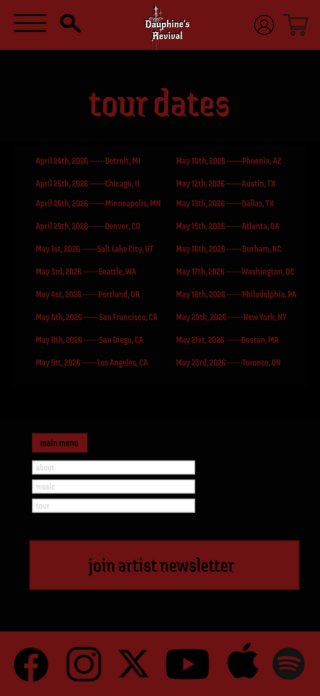 Dauphine's
Revival
tour dates
April 24th, 2026 ——Detroit, MI
April 25th, 2026 ——Chicago, IL
April 26th, 2026 ——Minneapolis, MN
April 29th, 2026 ——Denver, CO
May 1st, 2026 ——Salt Lake City, UT
May 3rd, 2026 ——Seattle, WA
May 4st, 2026 ——Portland, OR
May 6th, 2026 ——San Francisco, CA
May 8th, 2026 ——San Diego, CA
May 9tt, 2026 ——Los Angeles, CA
May 10th, 2026 ——Phoenix, AZ
May 12th, 2026 ——Austin, TX
May 13th, 2026 ——Dallas, TX
May 15th, 2026 ——Atlanta, GA
May 16th, 2026 ——Durham, NC
May 17th, 2026 ——Washington, DC
May 18th, 2026 ——Philadelphia, PA
May 20th, 2026 ——New York, NY
May 21st, 2026 ——Boston, MA
May 23rd, 2026 ——Toronto, ON
main menu
about
music
tour
join artist newsletter